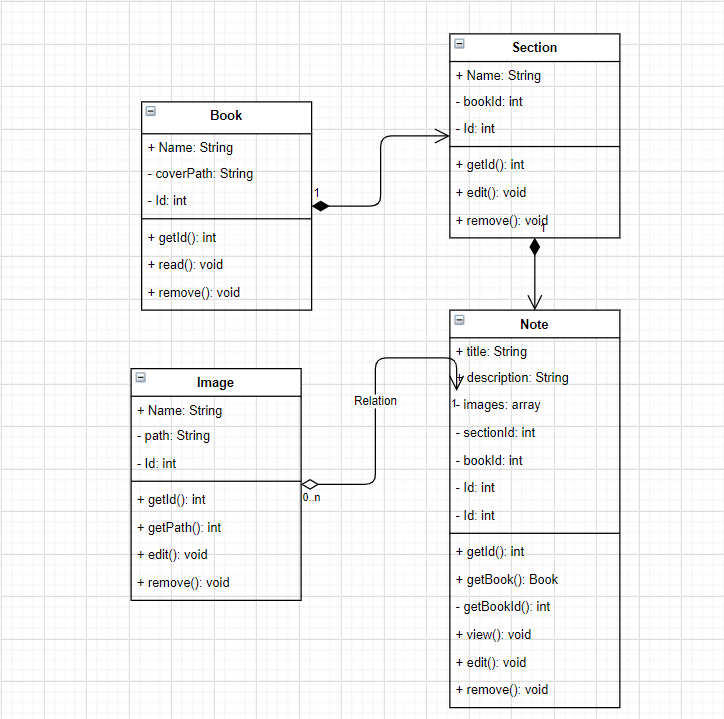 Section
+ Name: String
- bookId: int
- Id: int
+ getId(): int
+ edit(): void
+ remove(): void
1
Book
+ Name: String
- coverPath: String
- Id: int
+ getId(): int
+ read(): void
+ remove(): void
1
Note
+ title: String
+ description: String
- images: array
- sectionId: int
- bookId: int
- Id: int
- Id: int
+ getId(): int
+ getBook(): Book
- getBookId(): int
+ view(): void
+ edit(): void
+ remove(): void
Image
+ Name: String
- path: String
- Id: int
+ getId(): int
+ getPath(): int
+ edit(): void
+ remove(): void
Relation
0..n
1